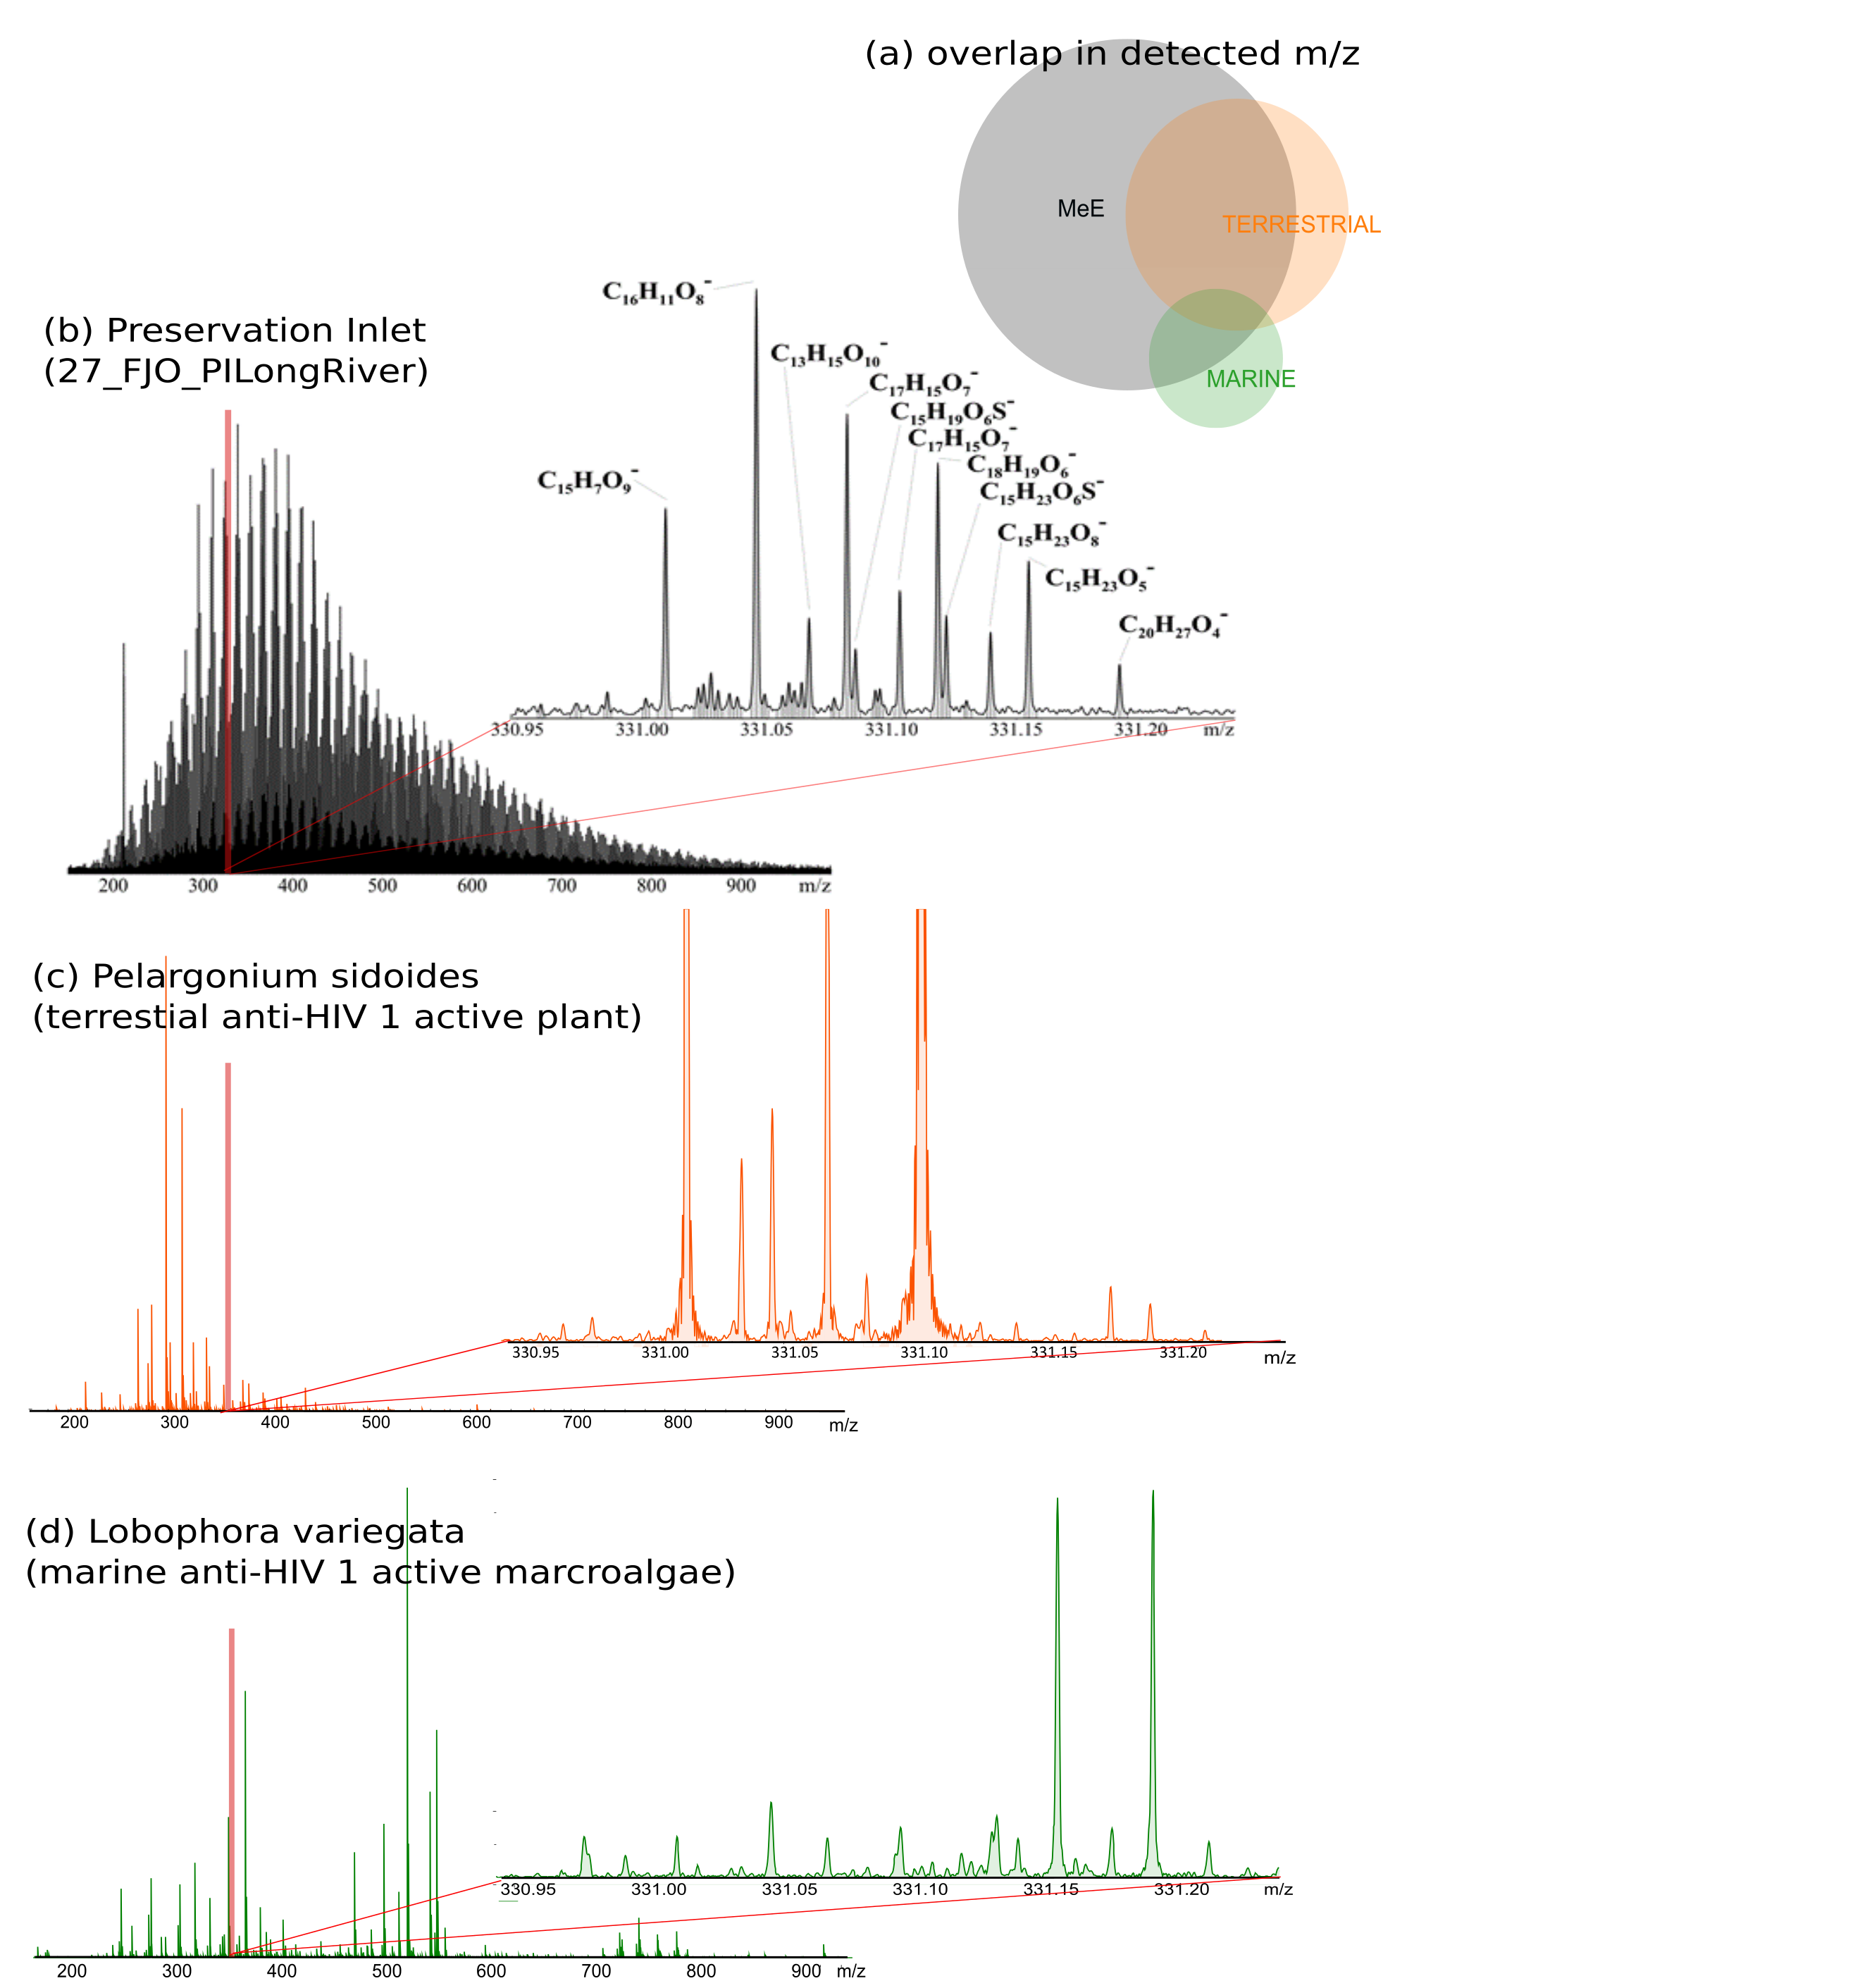 (a) overlap in detected m/z
MeE
TERRESTRIAL
MARINE
(b) Preservation Inlet
(27_FJO_PILongRiver)
C16H11O8-
C13H15O10-
C17H15O7-
C15H19O6S-
C17H15O7-
C18H19O6-
C15H7O9-
C15H23O6S-
C15H23O8-
C15H23O5-
C20H27O4-
330.95 331.00 331.05 331.10 331.15 331.20 m/z
200 300 400 500 600 700 800 900 m/z
(c) Pelargonium sidoides
(terrestial anti-HIV 1 active plant)
330.95 331.00 331.05 331.10 331.15 331.20 m/z
200 300 400 500 600 700 800 900 m/z
(d) Lobophora variegata
(marine anti-HIV 1 active marcroalgae)
330.95 331.00 331.05 331.10 331.15 331.20 m/z
200 300 400 500 600 700 800 900 m/z